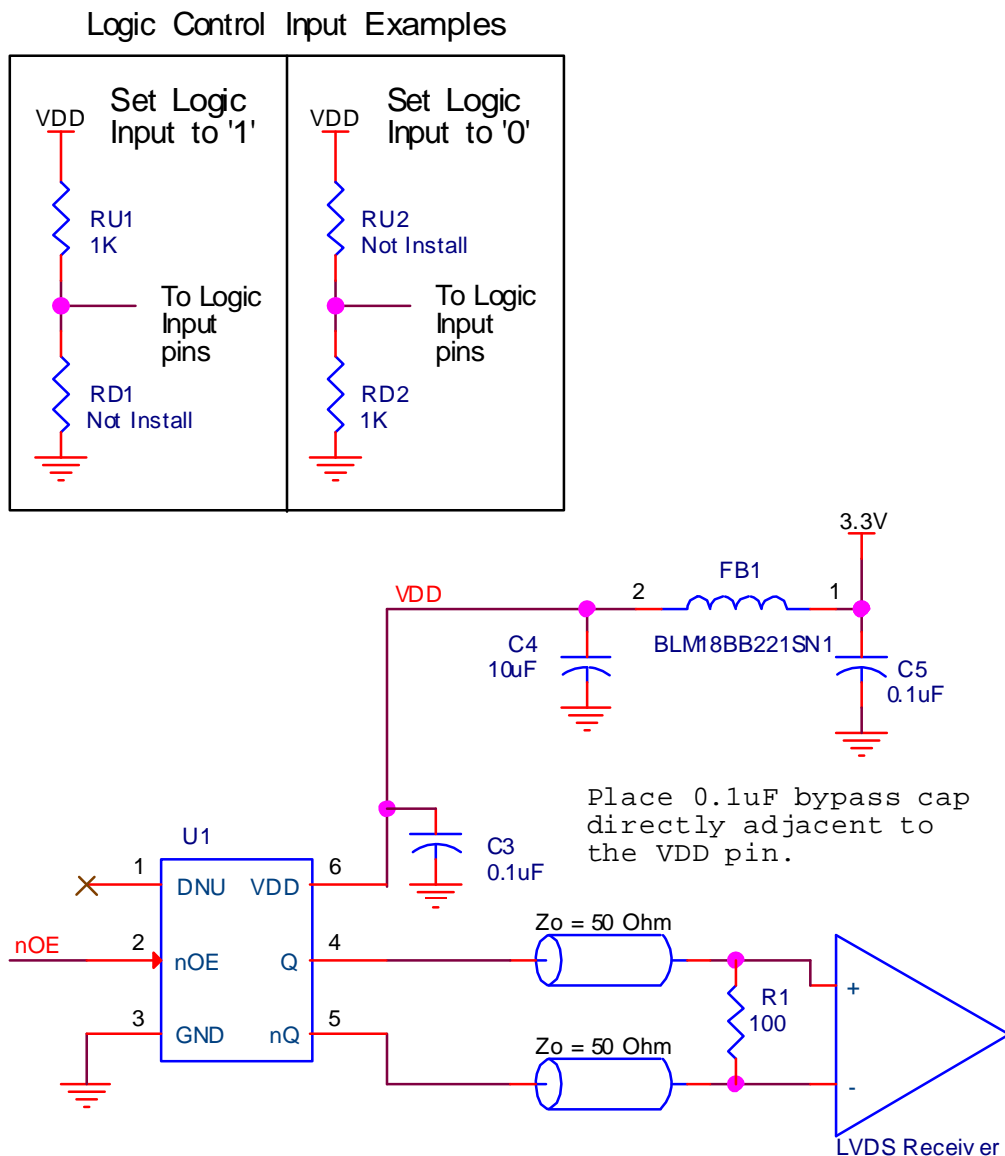 Logic Control Input Examples
Set Logic
Input to '1'
VDD
RU1
1K
To Logic
Input
pins
RD1
Not Install
Set Logic
Input to '0'
VDD
RU2
Not Install
To Logic
Input
pins
RD2
1K
3.3V
FB1
VDD
2
1
BLM18BB221SN1
C4
10uF
C5
0.1uF
Place 0.1uF bypass cap
directly adjacent to
the VDD pin.
U1
C3
0.1uF
1
DNU
VDD
6
nOE
2
nOE
Q
4
Zo = 50 Ohm
3
GND
nQ
5
Zo = 50 Ohm
R1
100
+
-
LVDS Receiver